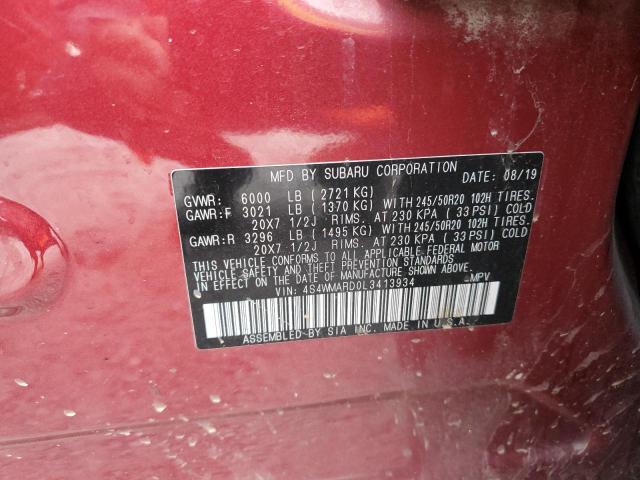 MFD BY SUBARU CORPORATION DATE: 08/19
GVWR: 6000 LB (2721 KG)
GAWR:F 3021 LB (1370 KG) WITH 245/50R20 102H TIRES.
20X7 1/2J RIMS. AT 230 KPA (33 PSI) COLD
GAWR:R 3296 LB (1495 KG) WITH 245/50R20 102H TIRES.
20X7 1/2J RIMS. AT 230 KPA (33 PSI) COLD
THIS VEHICLE CONFORMS TO ALL APPLICABLE FEDERAL MOTOR
VEHICLE SAFETY AND THEFT PREVENTION STANDARDS
IN EFFECT ON THE DATE OF MANUFACTURE SHOWN ABOVE.
VIN: 4S4WMARD0L3413934 MPV
ASSEMBLED BY SIA INC. MADE IN U.S.A.